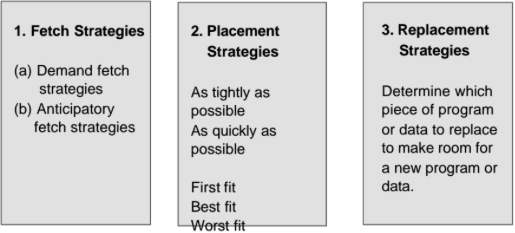 1. Fetch Strategies
(a) Demand fetch
strategies
(b) Anticipatory
fetch strategies
2. Placement
Strategies
As tightly as
possible
As quickly as
possible
First fit
Best fit
Worst fit
3. Replacement
Strategies
Determine which
piece of program
or data to replace
to make room for
a new program or
data.